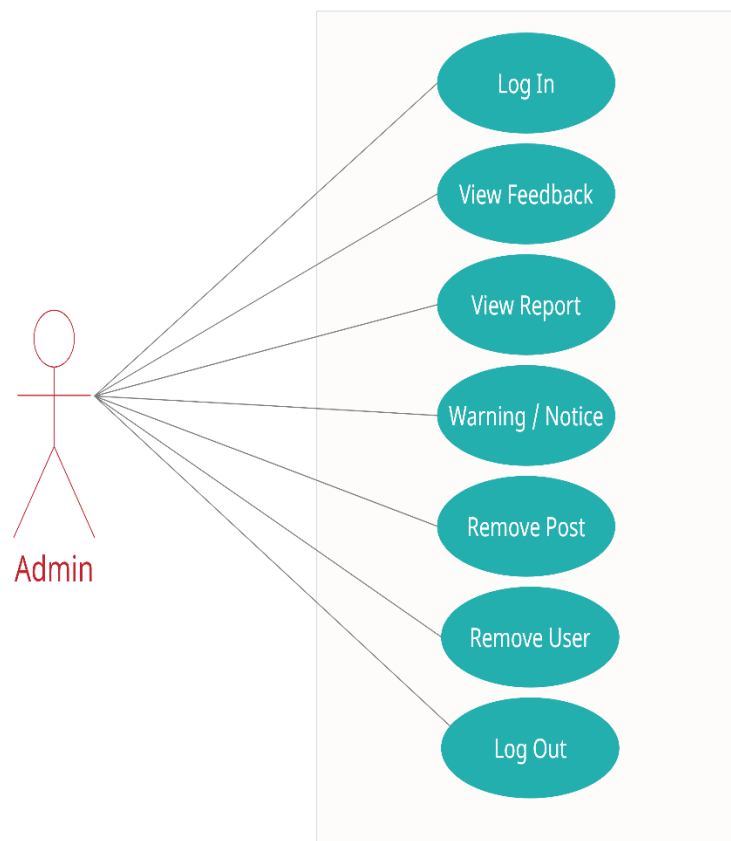 Log In
View Feedback
View Report
Warning / Notice
Remove Post
Admin
Remove User
Log Out